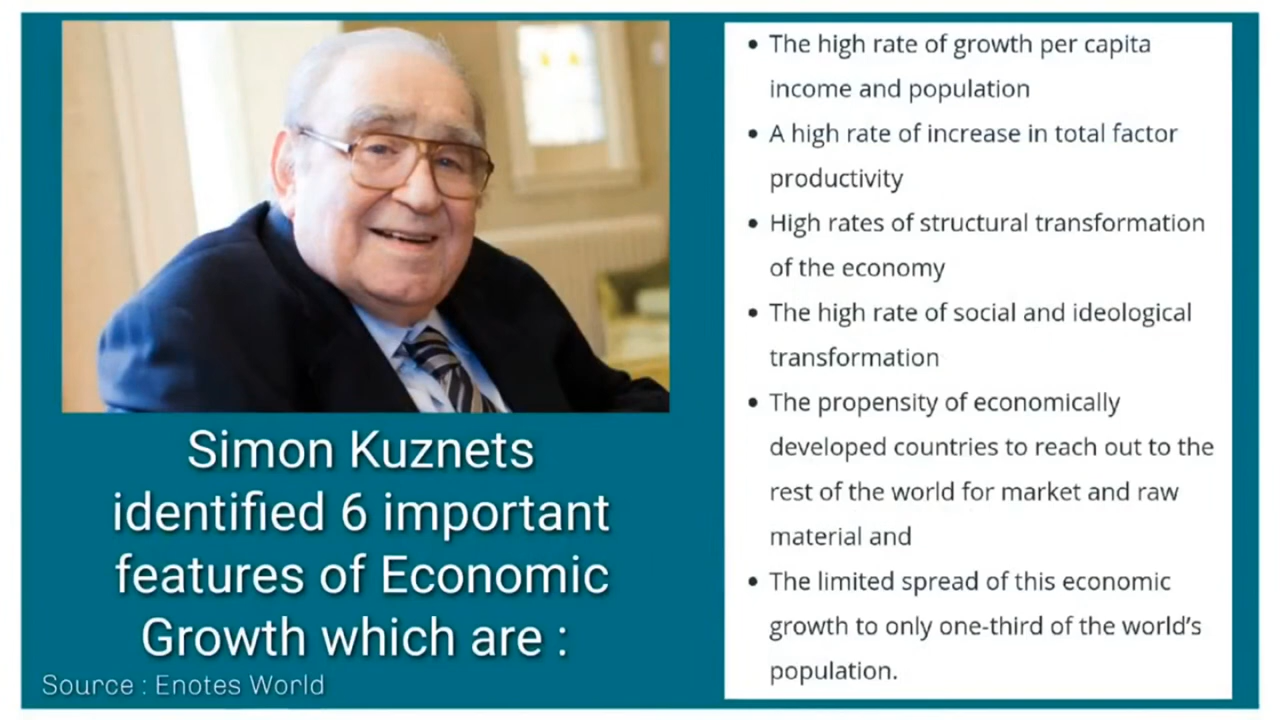 Simon Kuznets
identified 6 important
features of Economic
Growth which are :
Source : Enotes World
• The high rate of growth per capita
income and population
• A high rate of increase in total factor
productivity
• High rates of structural transformation
of the economy
• The high rate of social and ideological
transformation
• The propensity of economically
developed countries to reach out to the
rest of the world for market and raw
material and
• The limited spread of this economic
growth to only one-third of the world’s
population.